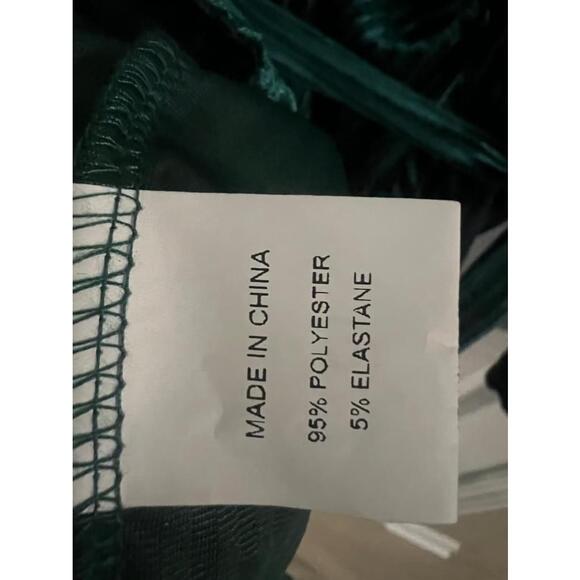 MADE IN CHINA
95% POLYESTER
5% ELASTANE